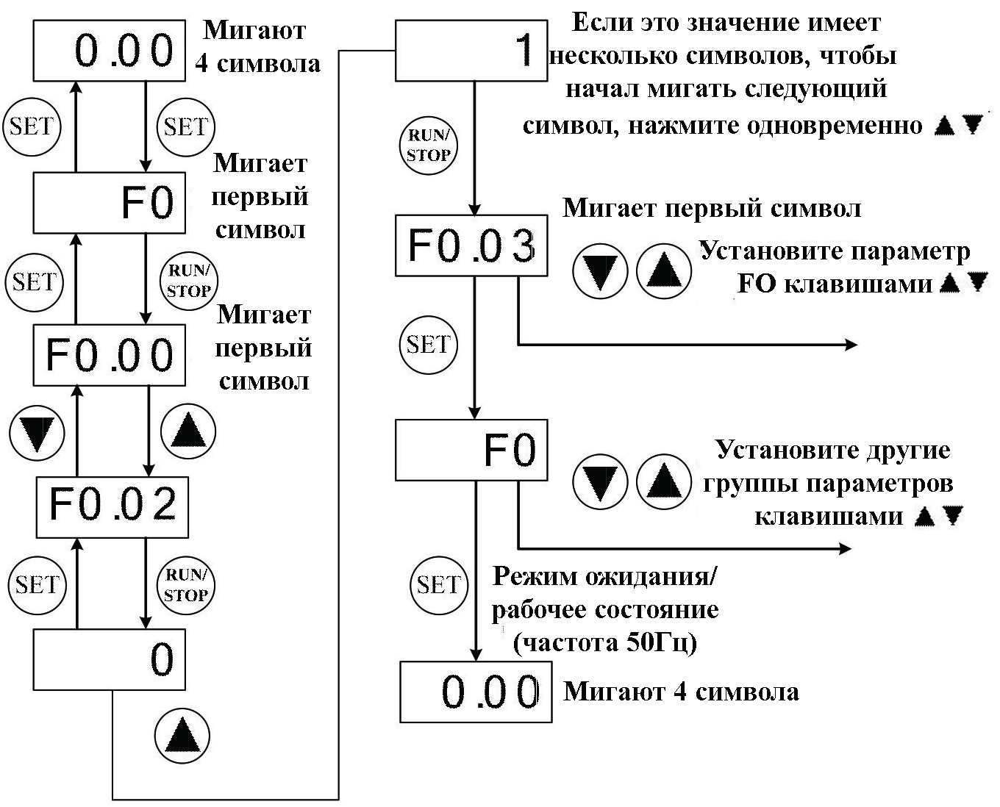 0.00
Мигают
4 символа
SET
SET
Мигает
первый
символ
F0
SET
RUN/
STOP
Мигает
первый
символ
F0.00
F0.02
SET
RUN/
STOP
0
1
Если это значение имеет
несколько символов, чтобы
начал мигать следующий
символ, нажмите одновременно ▲▼
RUN/
STOP
Мигает первый символ
F0.03
Установите параметр
FO клавишами ▲▼
SET
F0
Установите другие
группы параметров
клавишами ▲▼
SET
Режим ожидания/
рабочее состояние
(частота 50Гц)
0.00
Мигают 4 символа